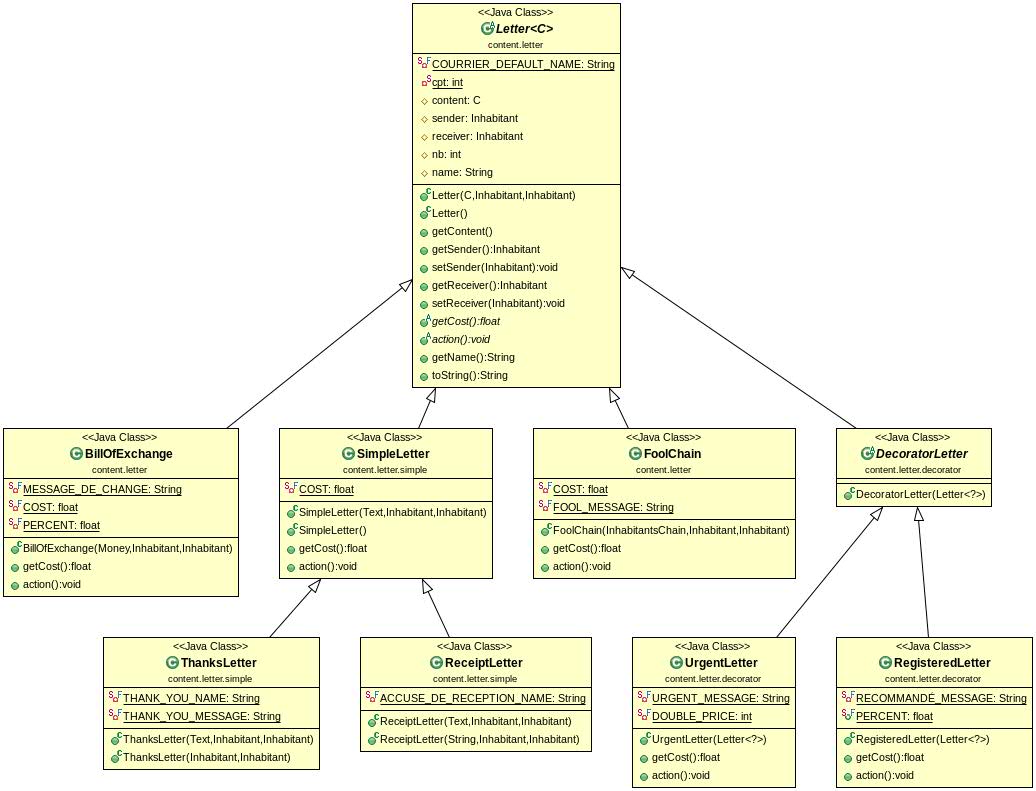 <<Java Class>>
Letter<C>
content.letter
COURRIER_DEFAULT_NAME: String
cpt: int
content: C
sender: Inhabitant
receiver: Inhabitant
nb: int
name: String
Letter(C,Inhabitant,Inhabitant)
Letter()
getContent()
getSender():Inhabitant
setSender(Inhabitant):void
getReceiver():Inhabitant
setReceiver(Inhabitant):void
getCost():float
action():void
getName():String
toString():String
<<Java Class>>
BillOfExchange
content.letter
MESSAGE_DE_CHANGE: String
COST: float
PERCENT: float
BillOfExchange(Money,Inhabitant,Inhabitant)
getCost():float
action():void
<<Java Class>>
SimpleLetter
content.letter.simple
COST: float
SimpleLetter(Text,Inhabitant,Inhabitant)
SimpleLetter()
getCost():float
action():void
<<Java Class>>
FoolChain
content.letter
COST: float
FOOL_MESSAGE: String
FoolChain(InhabitantsChain,Inhabitant,Inhabitant)
getCost():float
action():void
<<Java Class>>
DecoratorLetter
content.letter.decorator
DecoratorLetter(Letter<?>)
<<Java Class>>
ThanksLetter
content.letter.simple
THANK_YOU_NAME: String
THANK_YOU_MESSAGE: String
ThanksLetter(Text,Inhabitant,Inhabitant)
ThanksLetter(Inhabitant,Inhabitant)
<<Java Class>>
ReceiptLetter
content.letter.simple
ACCUSE_DE_RECEPTION_NAME: String
ReceiptLetter(Text,Inhabitant,Inhabitant)
ReceiptLetter(String,Inhabitant,Inhabitant)
<<Java Class>>
UrgentLetter
content.letter.decorator
URGENT_MESSAGE: String
DOUBLE_PRICE: int
UrgentLetter(Letter<?>)
getCost():float
action():void
<<Java Class>>
RegisteredLetter
content.letter.decorator
RECOMMANDÉ_MESSAGE: String
PERCENT: float
RegisteredLetter(Letter<?>)
getCost():float
action():void